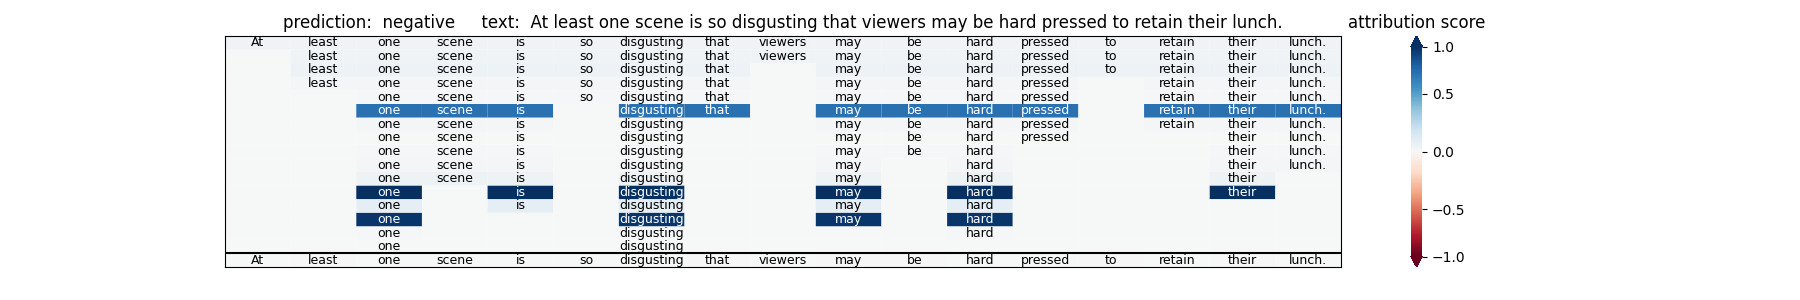 prediction: negative text: At least one scene is so disgusting that viewers may be hard pressed to retain their lunch. attribution score
At least one scene is so disgusting that viewers may be hard pressed to retain their lunch. 1.0
least one scene is so disgusting that viewers may be hard pressed to retain their lunch.
least one scene is so disgusting that may be hard pressed to retain their lunch.
least one scene is so disgusting that may be hard pressed retain their lunch.
one scene is so disgusting that may be hard pressed retain their lunch. 0.5
one scene is disgusting that may be hard pressed retain their lunch.
one scene is disgusting may be hard pressed retain their lunch.
one scene is disgusting may be hard pressed their lunch.
one scene is disgusting may be hard their lunch. 0.0
one scene is disgusting may hard their lunch.
one scene is disgusting may hard their
one is disgusting may hard their
one is disgusting may hard
one disgusting may hard −0.5
one disgusting hard
one disgusting
At least one scene is so disgusting that viewers may be hard pressed to retain their lunch. −1.0